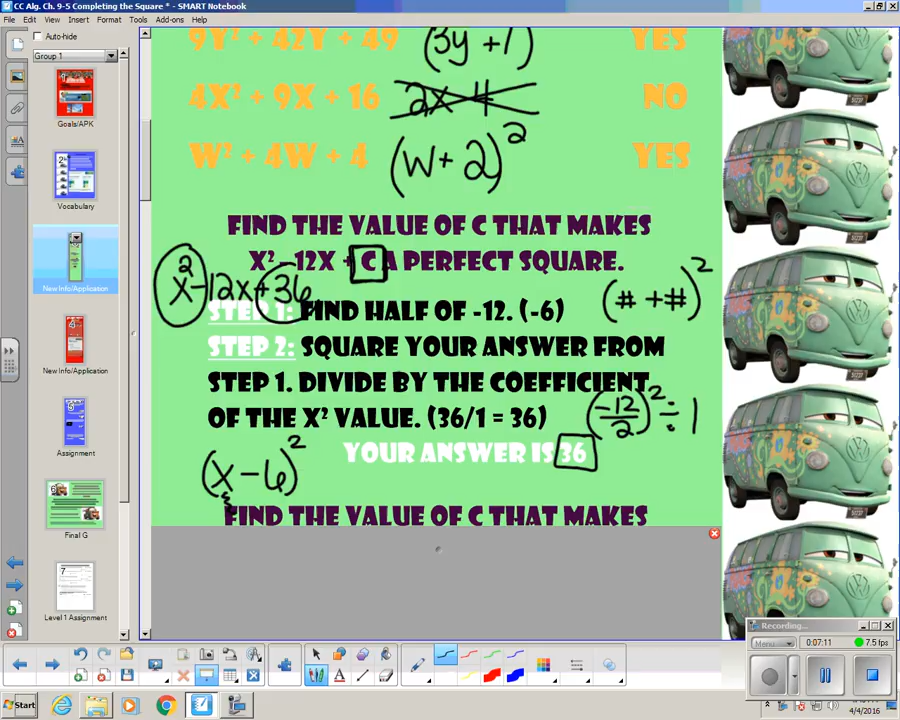 CC Alg. Ch. 9-5 Completing the Square * - SMART Notebook
File Edit View Insert Format Tools Add-ons Help
Auto-hide
Group 1
Goals/APK
Vocabulary
New Info/Application
New Info/Application
Assignment
Final G
Level 1 Assignment
9Y² + 42Y + 49 (3y + 7) YES
4X² + 9X + 16 2x 4 NO
W² + 4W + 4 (w + 2)² YES
FIND THE VALUE OF C THAT MAKES
X² - 12X + C A PERFECT SQUARE.
x² - 12x + 36
(# + #)²
STEP 1: FIND HALF OF -12. (-6)
STEP 2: SQUARE YOUR ANSWER FROM
STEP 1. DIVIDE BY THE COEFFICIENT
OF THE X² VALUE. (36/1 = 36)
(-12/2)² ÷ 1
YOUR ANSWER IS 36
(x - 6)²
FIND THE VALUE OF C THAT MAKES
Recording...
Menu 0:07:11 7.5 fps
Start
4/4/2016